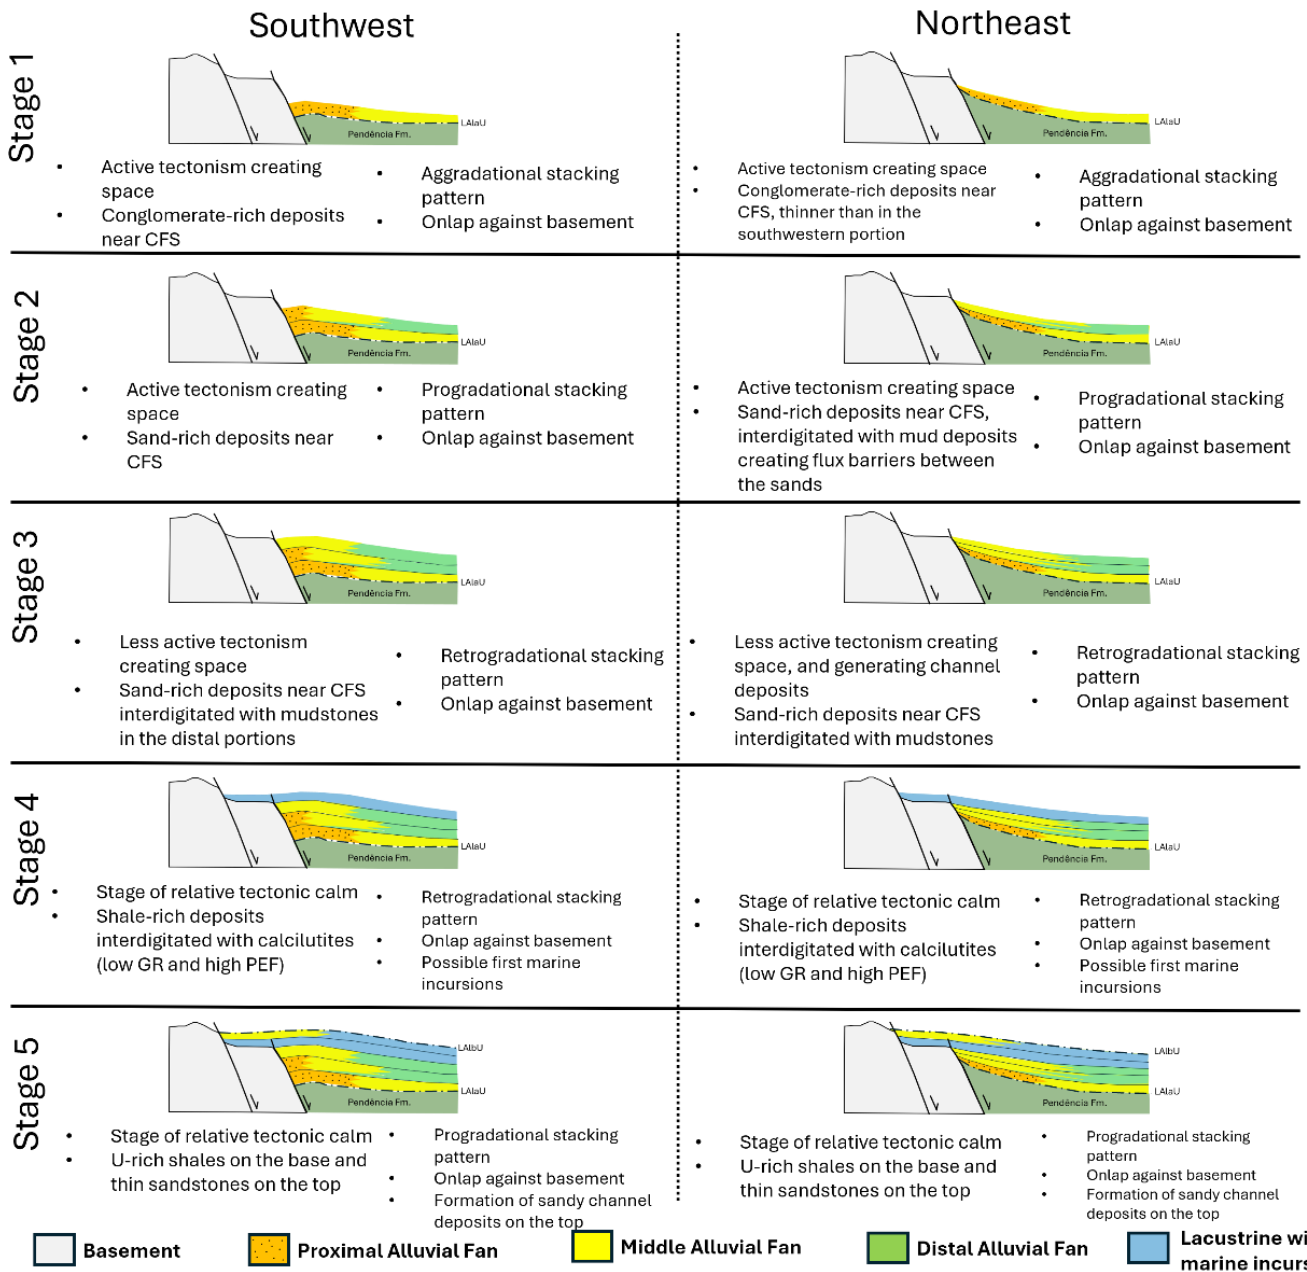 Southwest
Northeast
Stage 1
LAlaU
Pendência Fm.
LAlaU
Pendência Fm.
• Active tectonism creating
space
• Conglomerate-rich deposits
near CFS
• Aggradational stacking
pattern
• Onlap against basement
• Active tectonism creating space
• Conglomerate-rich deposits near
CFS, thinner than in the
southwestern portion
• Aggradational stacking
pattern
• Onlap against basement
Stage 2
LAlaU
Pendência Fm.
LAlaU
Pendência Fm.
• Active tectonism creating
space
• Sand-rich deposits near
CFS
• Progradational stacking
pattern
• Onlap against basement
• Active tectonism creating space
• Sand-rich deposits near CFS,
interdigitated with mud deposits
creating flux barriers between
the sands
• Progradational stacking
pattern
• Onlap against basement
Stage 3
LAlaU
Pendência Fm.
LAlaU
Pendência Fm.
• Less active tectonism
creating space
• Sand-rich deposits near CFS
interdigitated with mudstones
in the distal portions
• Retrogradational stacking
pattern
• Onlap against basement
• Less active tectonism creating
space, and generating channel
deposits
• Sand-rich deposits near CFS
interdigitated with mudstones
• Retrogradational stacking
pattern
• Onlap against basement
Stage 4
LAlaU
Pendência Fm.
LAlaU
Pendência Fm.
• Stage of relative tectonic calm
• Shale-rich deposits
interdigitated with calcilutites
(low GR and high PEF)
• Retrogradational stacking
pattern
• Onlap against basement
• Possible first marine
incursions
• Stage of relative tectonic calm
• Shale-rich deposits
interdigitated with calcilutites
(low GR and high PEF)
• Retrogradational stacking
pattern
• Onlap against basement
• Possible first marine
incursions
Stage 5
LAlbU
LAlaU
Pendência Fm.
LAlbU
LAlaU
Pendência Fm.
• Stage of relative tectonic calm
• U-rich shales on the base and
thin sandstones on the top
• Progradational stacking
pattern
• Onlap against basement
• Formation of sandy channel
deposits on the top
• Stage of relative tectonic calm
• U-rich shales on the base and
thin sandstones on the top
• Progradational stacking
pattern
• Onlap against basement
• Formation of sandy channel
deposits on the top
Basement
Proximal Alluvial Fan
Middle Alluvial Fan
Distal Alluvial Fan
Lacustrine wi
marine incurs